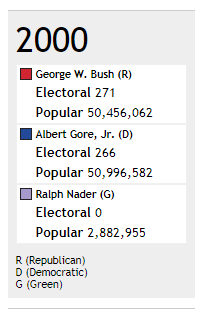 2000
George W. Bush (R)
Electoral 271
Popular 50,456,062
Albert Gore, Jr. (D)
Electoral 266
Popular 50,996,582
Ralph Nader (G)
Electoral 0
Popular 2,882,955
R (Republican)
D (Democratic)
G (Green)